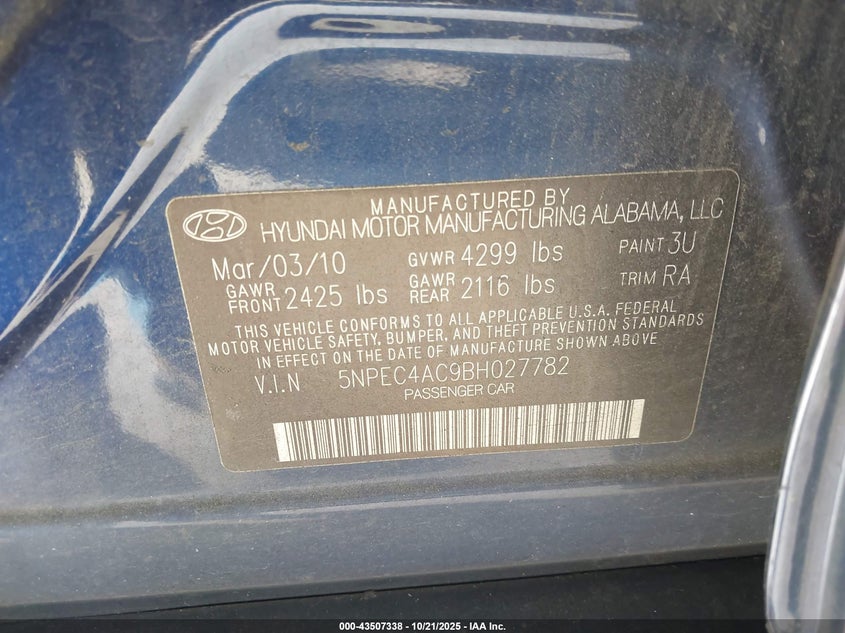 MANUFACTURED BY
HYUNDAI MOTOR MANUFACTURING ALABAMA, LLC
Mar/03/10 GVWR 4299 lbs PAINT 3U
GAWR FRONT 2425 lbs GAWR REAR 2116 lbs TRIM RA
THIS VEHICLE CONFORMS TO ALL APPLICABLE U.S.A. FEDERAL
MOTOR VEHICLE SAFETY, BUMPER, AND THEFT PREVENTION STANDARDS
IN EFFECT ON THE DATE OF MANUFACTURE SHOWN ABOVE
V.I.N 5NPEC4AC9BH027782
PASSENGER CAR
000-43507338 - 10/21/2025 - IAA Inc.